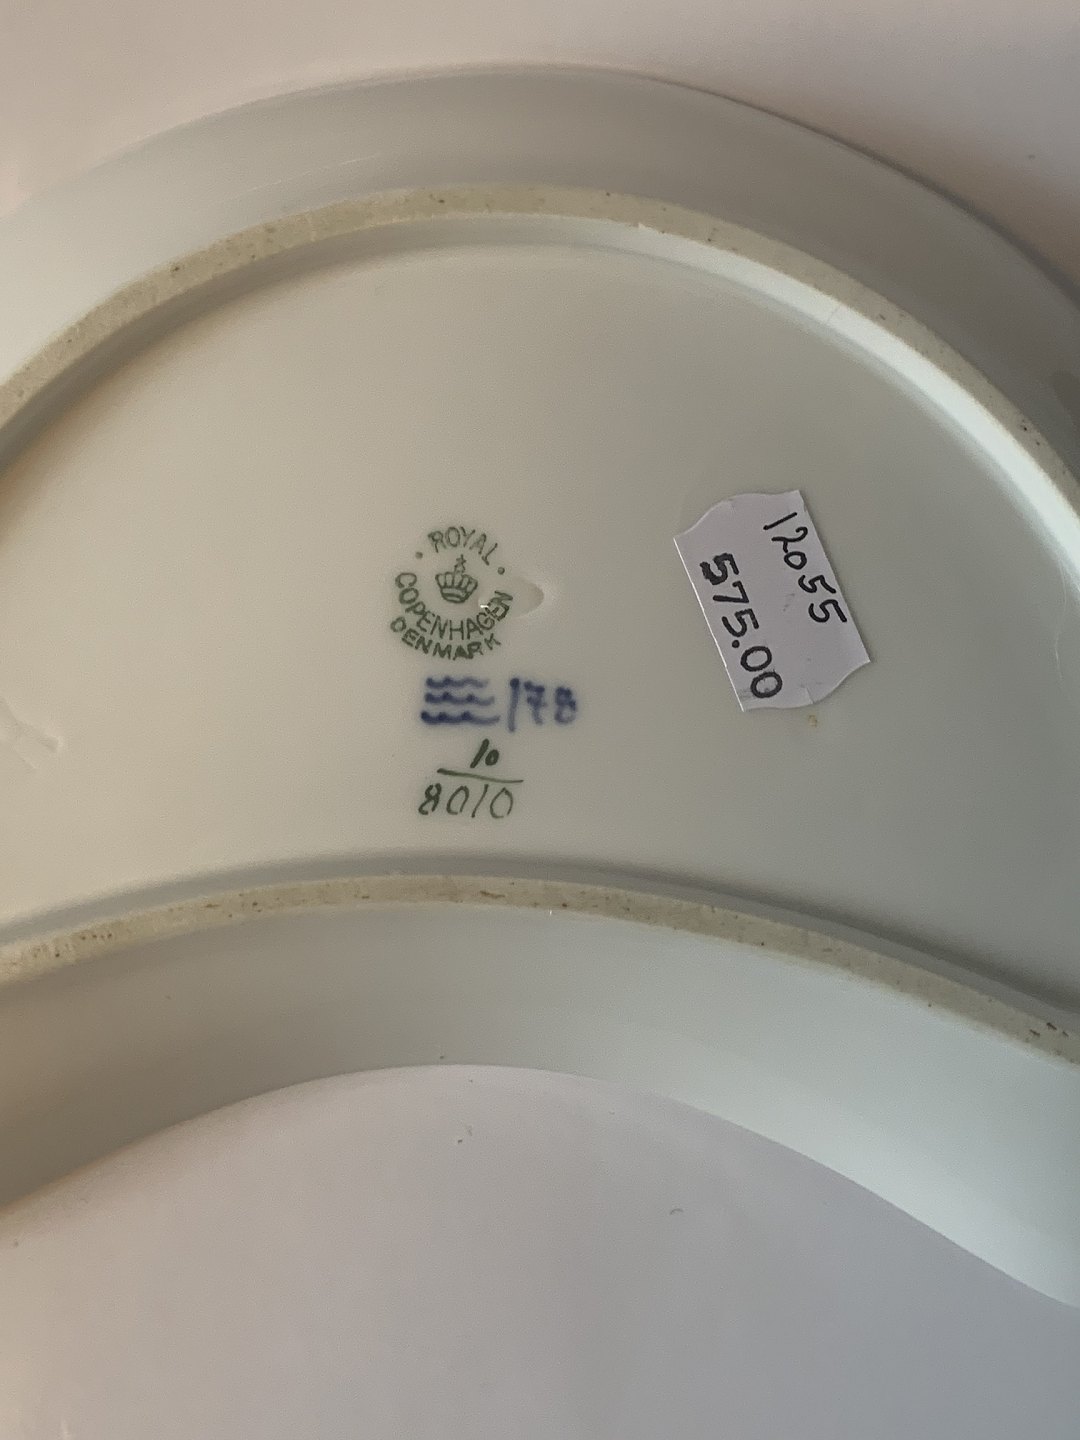 ROYAL
COPENHAGEN
DENMARK
178
10
8010
12055
575.00